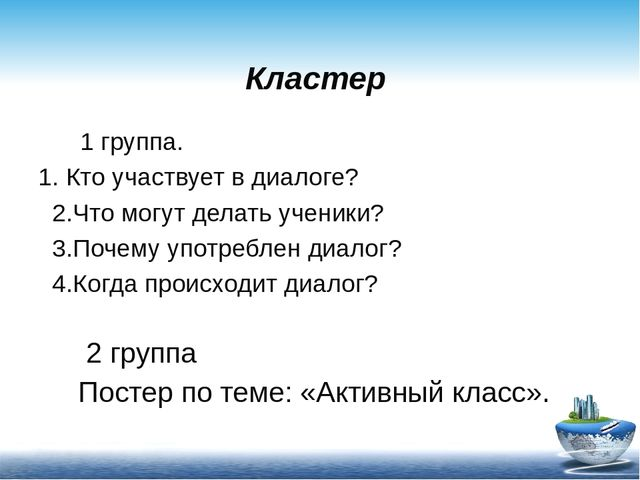 Кластер
1 группа.
1. Кто участвует в диалоге?
2.Что могут делать ученики?
3.Почему употреблен диалог?
4.Когда происходит диалог?
2 группа
Постер по теме: «Активный класс».